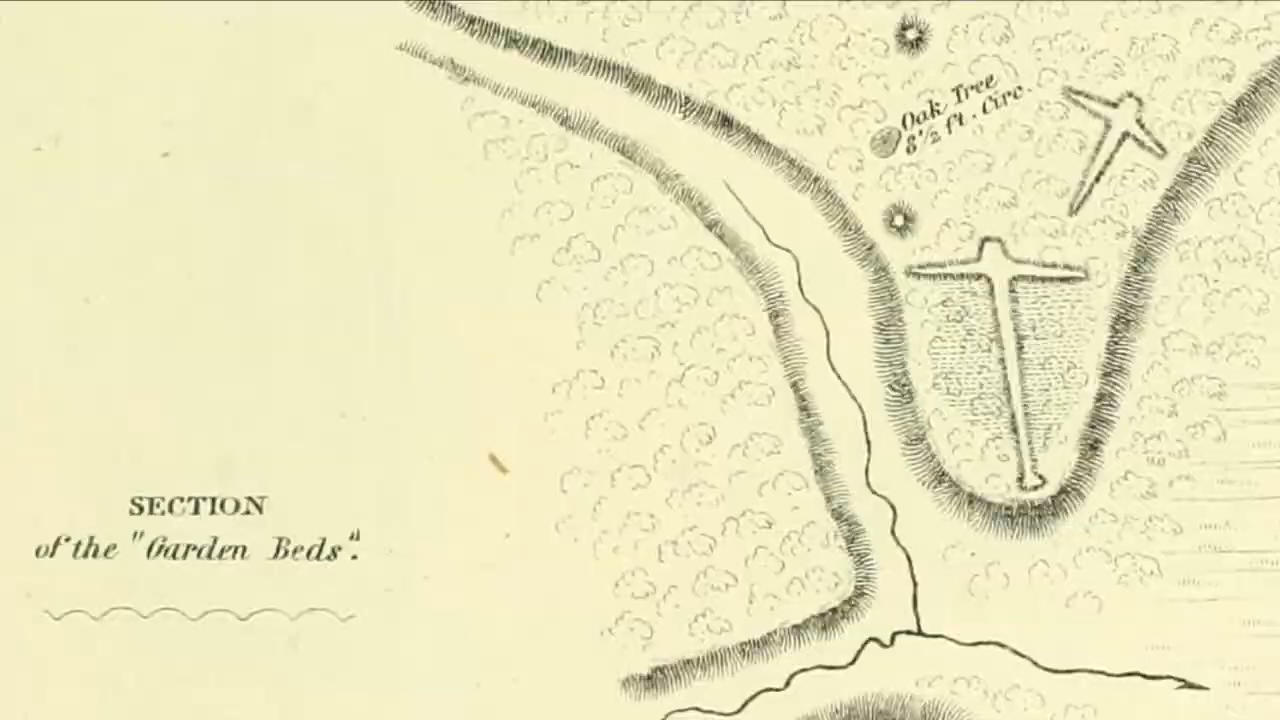 Oak Tree
8½ ft. Circ.
SECTION
of the "Garden Beds".